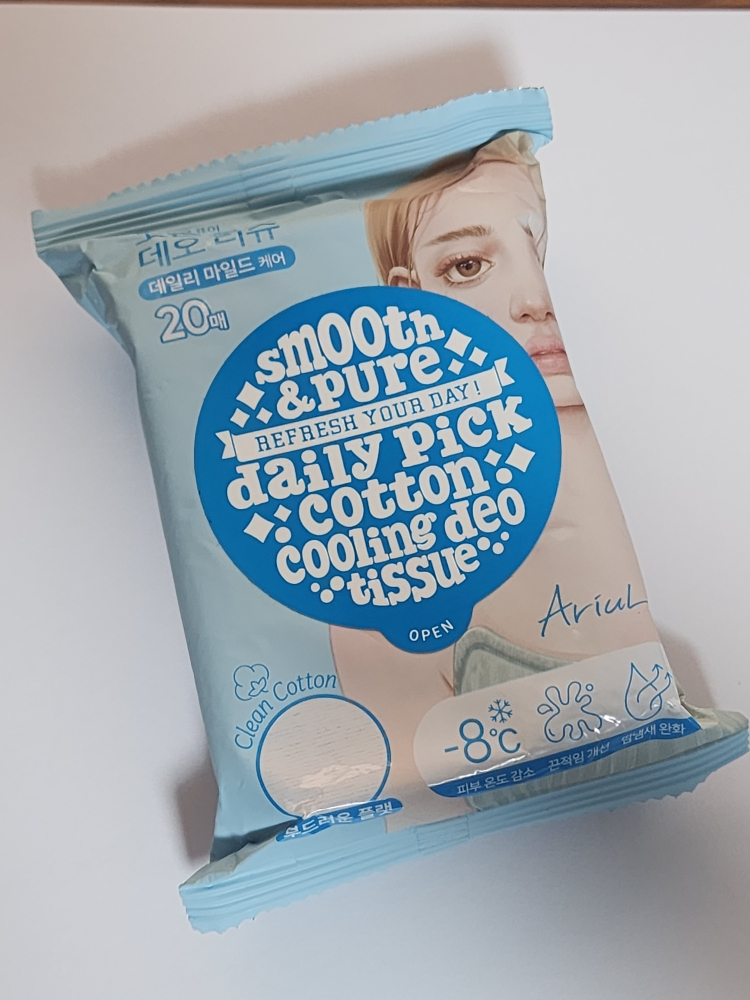 데오 티슈
데일리 마일드 케어
20매
smOOth
&pure
REFRESH YOUR DAY!
daily pick
cotton
cooling deo
tissue
OPEN
Ariul
Clean Cotton
부드러운 플랫
-8℃
피부 온도 감소
끈적임 개선
땀냄새 완화